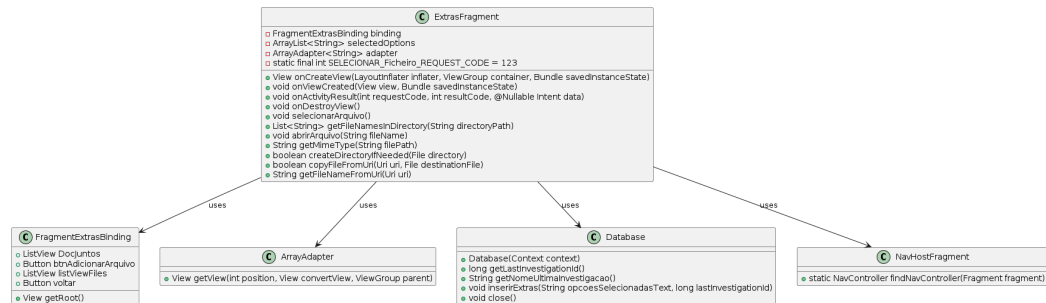 C ExtrasFragment
FragmentExtrasBinding binding
ArrayList<String> selectedOptions
ArrayAdapter<String> adapter
static final int SELECIONAR_Ficheiro_REQUEST_CODE = 123
View onCreateView(LayoutInflater inflater, ViewGroup container, Bundle savedInstanceState)
void onViewCreated(View view, Bundle savedInstanceState)
void onActivityResult(int requestCode, int resultCode, @Nullable Intent data)
void onDestroyView()
void selecionarArquivo()
List<String> getFileNamesInDirectory(String directoryPath)
void abrirArquivo(String fileName)
String getMimeType(String filePath)
boolean createDirectoryIfNeeded(File directory)
boolean copyFileFromUri(Uri uri, File destinationFile)
String getFileNameFromUri(Uri uri)
uses
uses
uses
uses
C FragmentExtrasBinding
ListView DocJuntos
Button btnAdicionarArquivo
ListView listViewFiles
Button voltar
View getRoot()
C ArrayAdapter
View getView(int position, View convertView, ViewGroup parent)
C Database
Database(Context context)
long getLastInvestigationId()
String getNomeUltimaInvestigacao()
void inserirExtras(String opcoesSelecionadasText, long lastInvestigationId)
void close()
C NavHostFragment
static NavController findNavController(Fragment fragment)